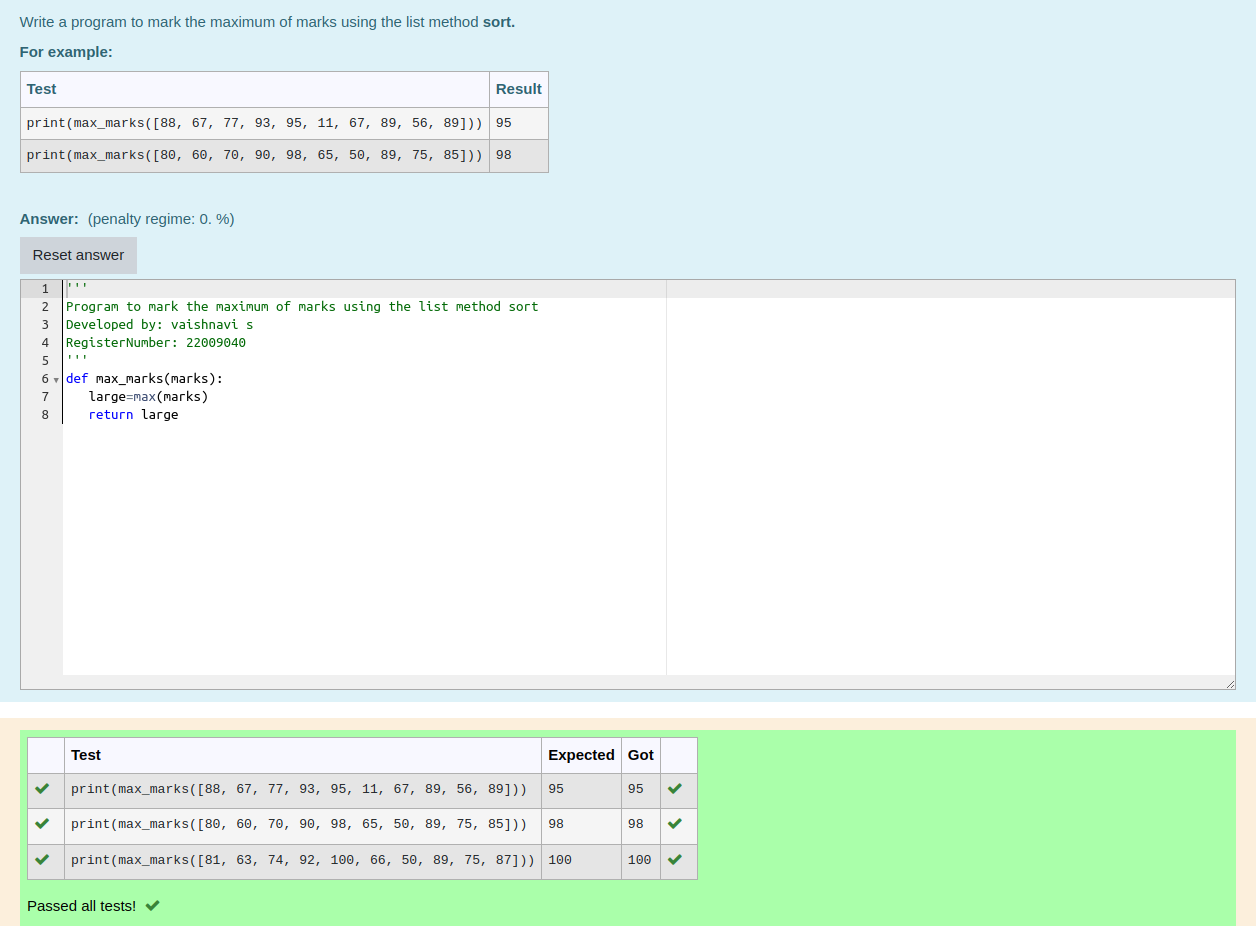 Write a program to mark the maximum of marks using the list method sort.
For example:
Test Result
print(max_marks([88, 67, 77, 93, 95, 11, 67, 89, 56, 89])) 95
print(max_marks([80, 60, 70, 90, 98, 65, 50, 89, 75, 85])) 98
Answer: (penalty regime: 0. %)
Reset answer
1 '''
2 Program to mark the maximum of marks using the list method sort
3 Developed by: vaishnavi s
4 RegisterNumber: 22009040
5 '''
6 def max_marks(marks):
7 large=max(marks)
8 return large
Test Expected Got
print(max_marks([88, 67, 77, 93, 95, 11, 67, 89, 56, 89])) 95 95
print(max_marks([80, 60, 70, 90, 98, 65, 50, 89, 75, 85])) 98 98
print(max_marks([81, 63, 74, 92, 100, 66, 50, 89, 75, 87])) 100 100
Passed all tests!